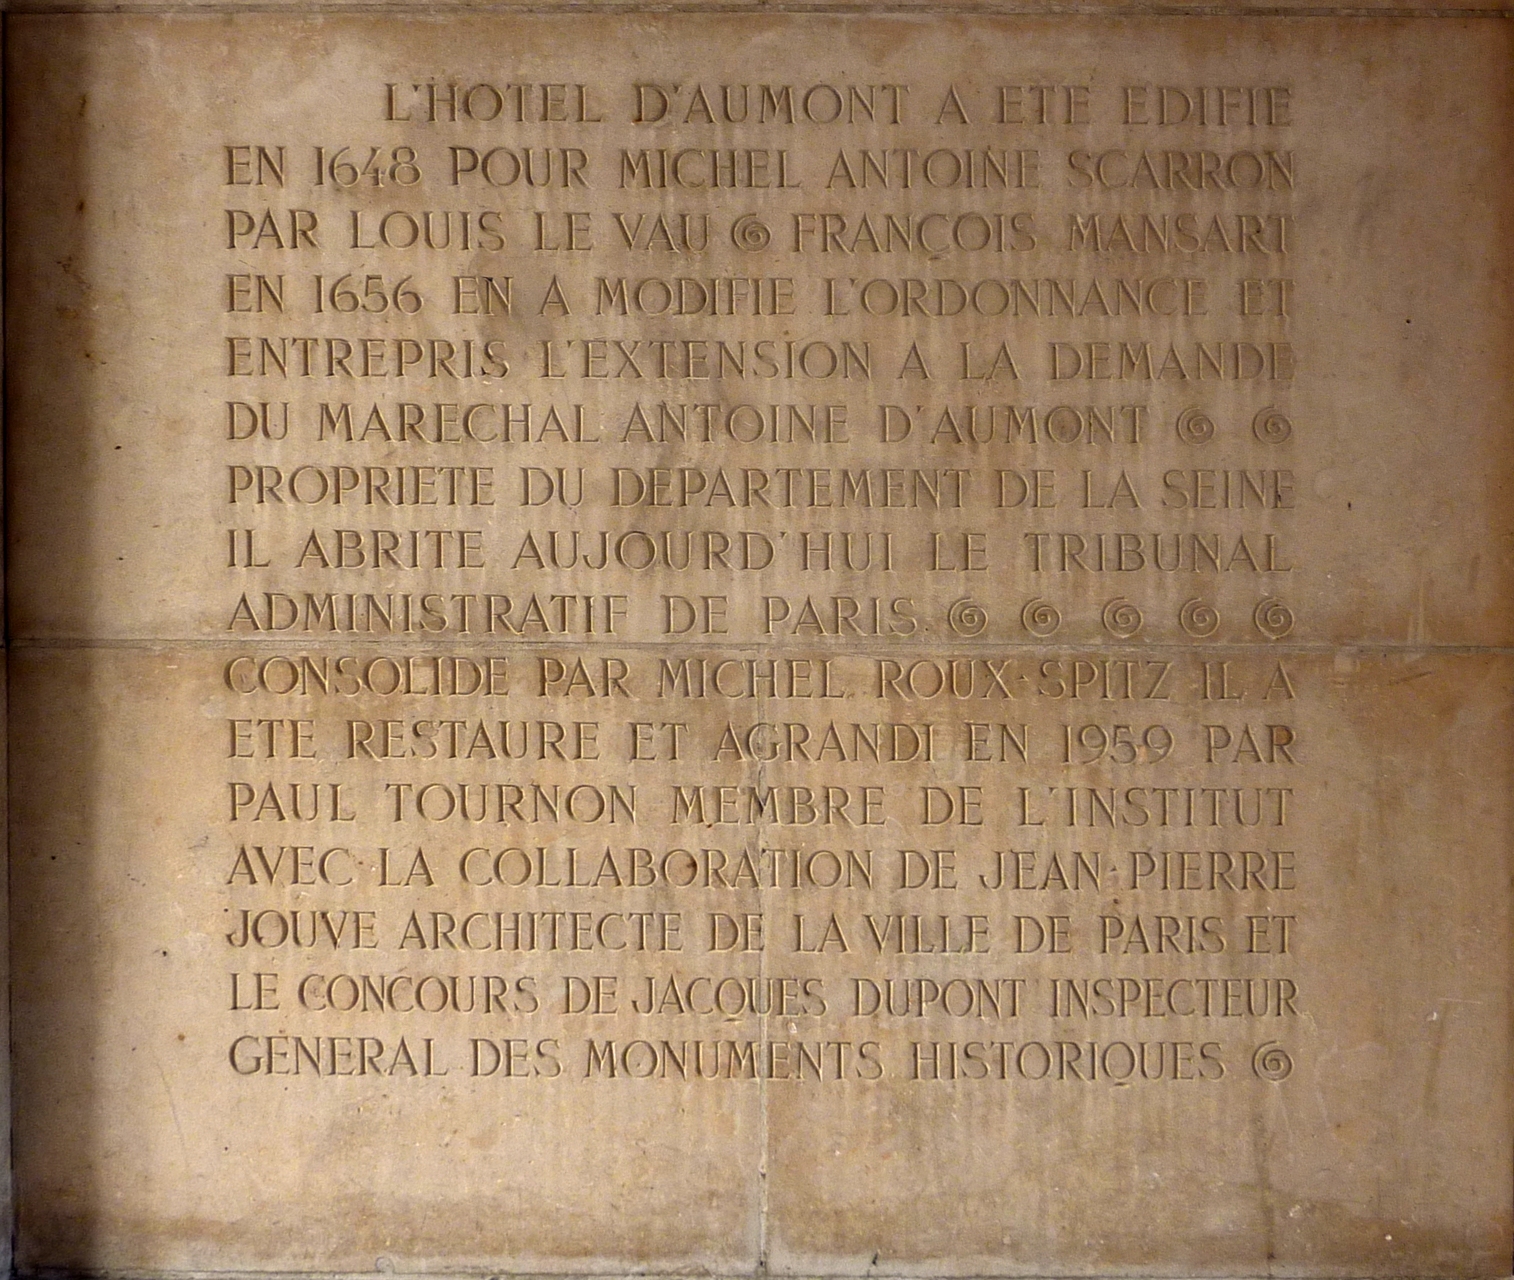 L'HOTEL D'AUMONT A ETE EDIFIE
EN 1648 POUR MICHEL ANTOINE SCARRON
PAR LOUIS LE VAU FRANÇOIS MANSART
EN 1656 EN A MODIFIE L'ORDONNANCE ET
ENTREPRIS L'EXTENSION A LA DEMANDE
DU MARECHAL ANTOINE D'AUMONT
PROPRIETE DU DEPARTEMENT DE LA SEINE
IL ABRITE AUJOURD'HUI LE TRIBUNAL
ADMINISTRATIF DE PARIS
CONSOLIDE PAR MICHEL ROUX-SPITZ IL A
ETE RESTAURE ET AGRANDI EN 1959 PAR
PAUL TOURNON MEMBRE DE L'INSTITUT
AVEC LA COLLABORATION DE JEAN-PIERRE
JOUVE ARCHITECTE DE LA VILLE DE PARIS ET
LE CONCOURS DE JACQUES DUPONT INSPECTEUR
GENERAL DES MONUMENTS HISTORIQUES